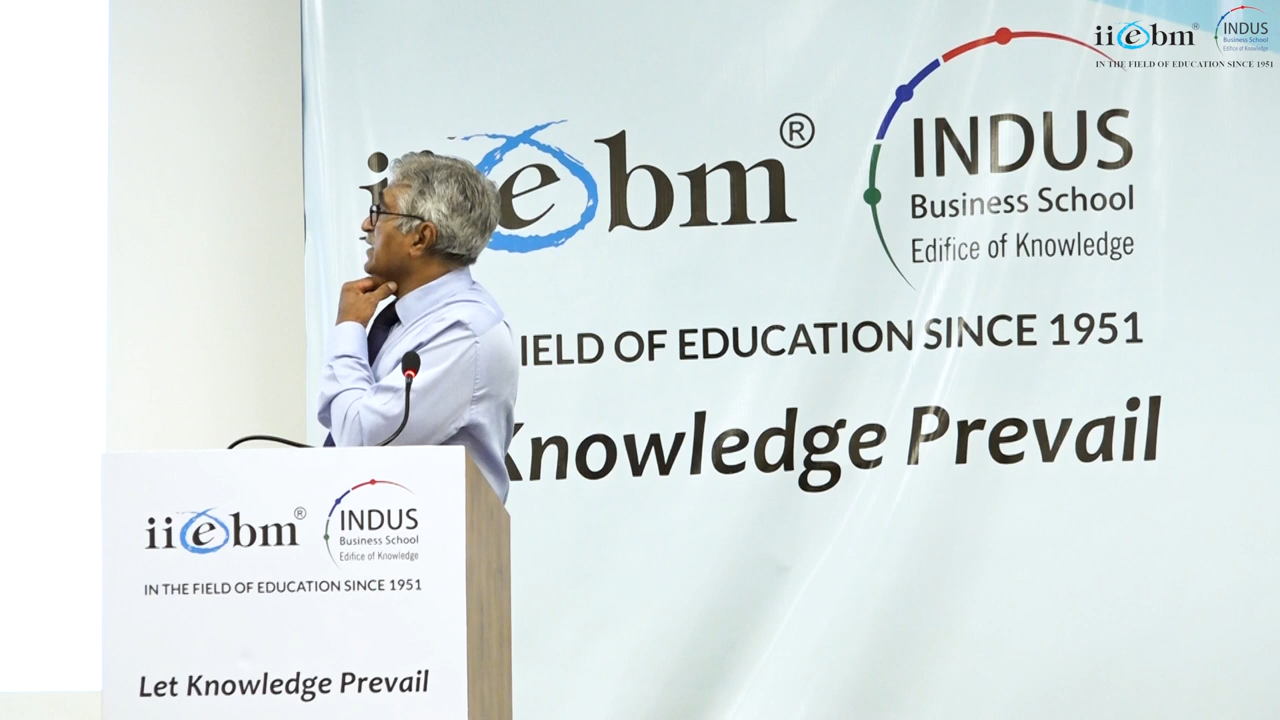 iiebm® INDUS
Business School
Edifice of Knowledge
IN THE FIELD OF EDUCATION SINCE 1951
i ebm®
INDUS
Business School
Edifice of Knowledge
IELD OF EDUCATION SINCE 1951
Knowledge Prevail
iiebm®
INDUS
Business School
Edifice of Knowledge
IN THE FIELD OF EDUCATION SINCE 1951
Let Knowledge Prevail